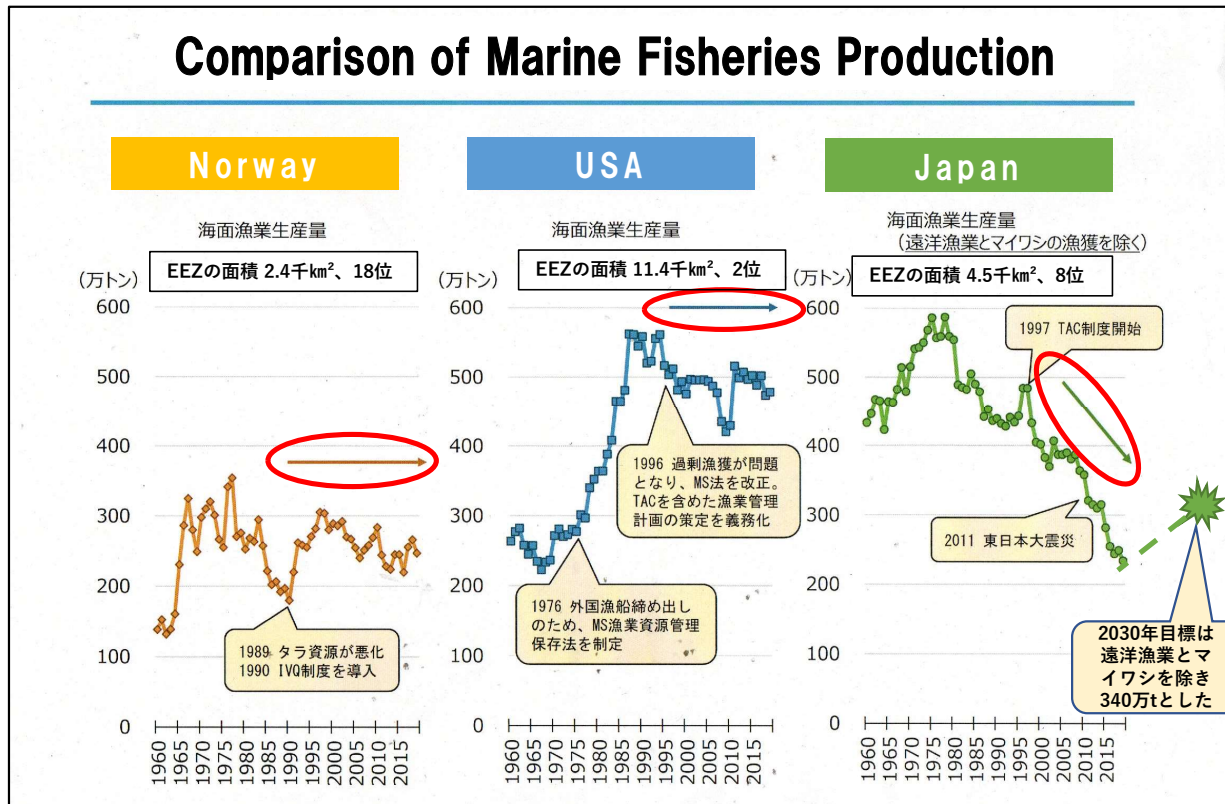 Comparison of Marine Fisheries Production
Norway
海面漁業生産量
EEZの面積 2.4千km²、18位
(万トン)
600
500
400
300
200
100
0
1989 タラ資源が悪化
1990 IVQ制度を導入
1960
1965
1970
1975
1980
1985
1990
1995
2000
2005
2010
2015
USA
海面漁業生産量
EEZの面積 11.4千km²、2位
(万トン)
600
500
400
300
200
100
0
1996 過剰漁獲が問題
となり、MS法を改正。
TACを含めた漁業管理
計画の策定を義務化
1976 外国漁船締め出し
のため、MS漁業資源管理
保存法を制定
1960
1965
1970
1975
1980
1985
1990
1995
2000
2005
2010
2015
Japan
海面漁業生産量
(遠洋漁業とマイワシの漁獲を除く)
EEZの面積 4.5千km²、8位
(万トン)
600
500
400
300
200
100
0
1997 TAC制度開始
2011 東日本大震災
2030年目標は
遠洋漁業とマ
イワシを除き
340万tとした
1960
1965
1970
1975
1980
1985
1990
1995
2000
2005
2010
2015